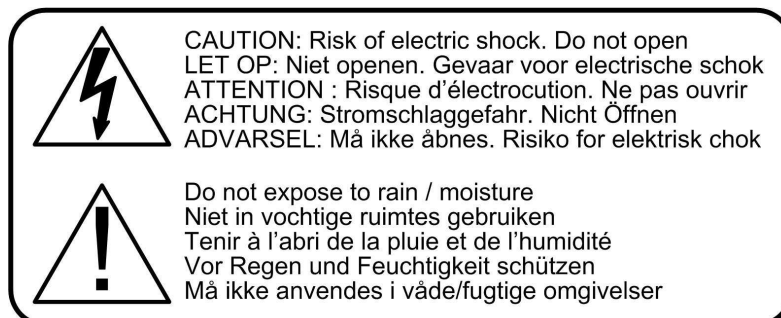 CAUTION: Risk of electric shock. Do not open
LET OP: Niet openen. Gevaar voor electrische schok
ATTENTION : Risque d'électrocution. Ne pas ouvrir
ACHTUNG: Stromschlaggefahr. Nicht Öffnen
ADVARSEL: Må ikke åbnes. Risiko for elektrisk chok
!
Do not expose to rain / moisture
Niet in vochtige ruimtes gebruiken
Tenir à l'abri de la pluie et de l'humidité
Vor Regen und Feuchtigkeit schützen
Må ikke anvendes i våde/fugtige omgivelser